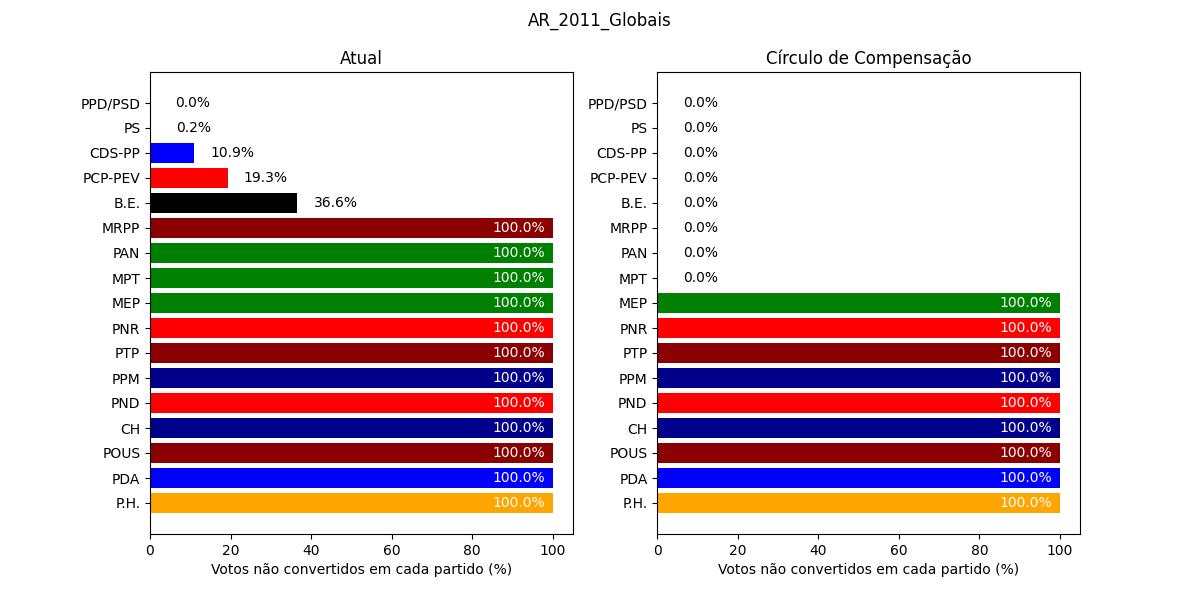 AR_2011_Globais
Atual
PPD/PSD 0.0%
PS 0.2%
CDS-PP 10.9%
PCP-PEV 19.3%
B.E. 36.6%
MRPP 100.0%
PAN 100.0%
MPT 100.0%
MEP 100.0%
PNR 100.0%
PTP 100.0%
PPM 100.0%
PND 100.0%
CH 100.0%
POUS 100.0%
PDA 100.0%
P.H. 100.0%
0 20 40 60 80 100
Votos não convertidos em cada partido (%)
Círculo de Compensação
PPD/PSD 0.0%
PS 0.0%
CDS-PP 0.0%
PCP-PEV 0.0%
B.E. 0.0%
MRPP 0.0%
PAN 0.0%
MPT 0.0%
MEP 100.0%
PNR 100.0%
PTP 100.0%
PPM 100.0%
PND 100.0%
CH 100.0%
POUS 100.0%
PDA 100.0%
P.H. 100.0%
0 20 40 60 80 100
Votos não convertidos em cada partido (%)